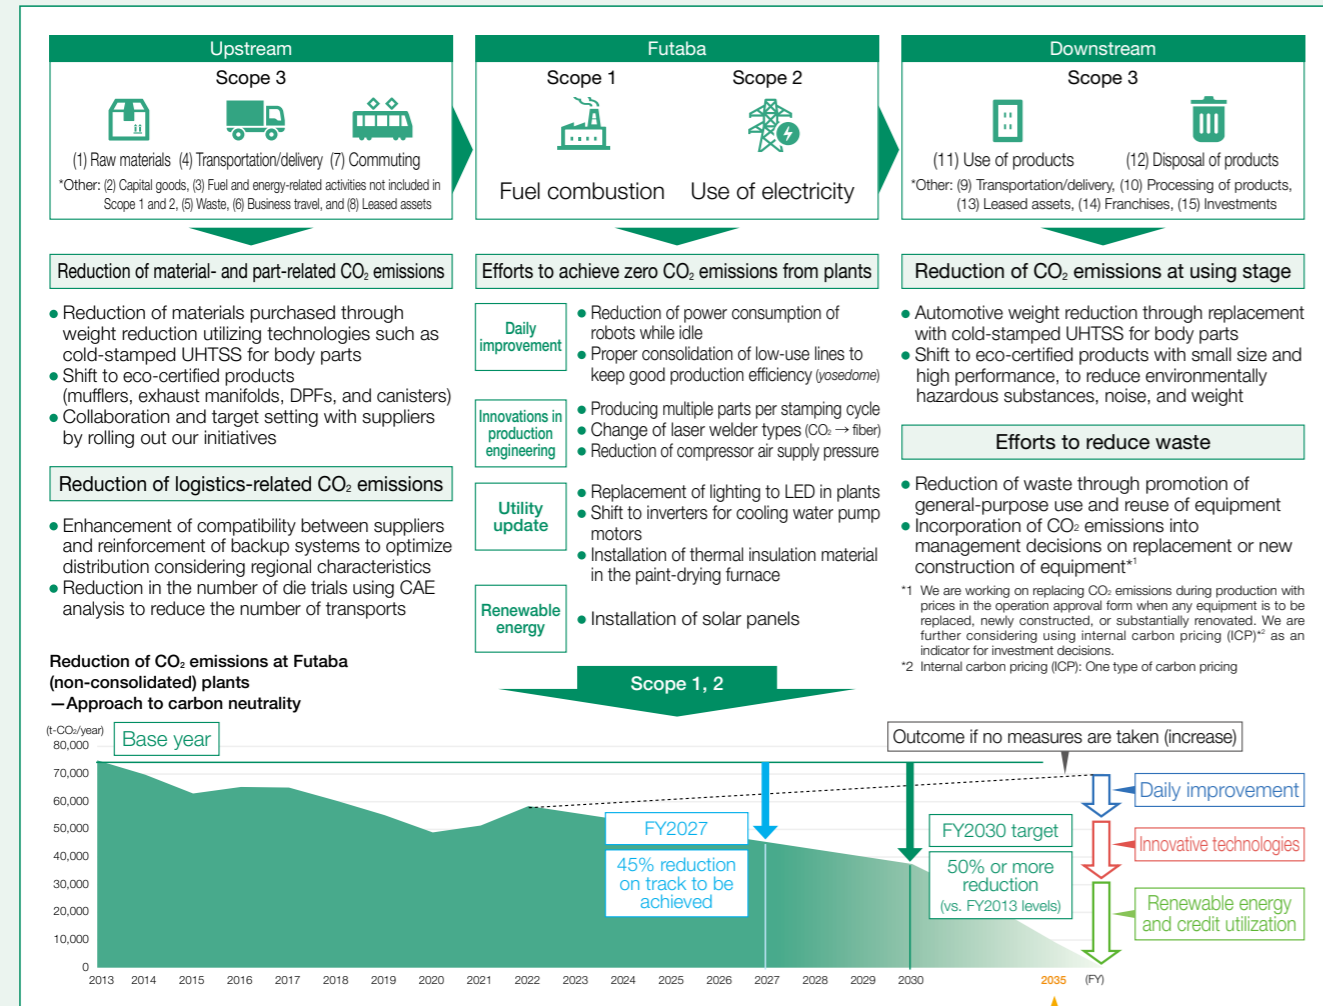 Upstream
Scope 3
(1) Raw materials (4) Transportation/delivery (7) Commuting
*Other: (2) Capital goods, (3) Fuel and energy-related activities not included in
Scope 1 and 2, (5) Waste, (6) Business travel, and (8) Leased assets
Futaba
Scope 1
Scope 2
Fuel combustion
Use of electricity
Downstream
Scope 3
(11) Use of products
(12) Disposal of products
*Other: (9) Transportation/delivery, (10) Processing of products,
(13) Leased assets, (14) Franchises, (15) Investments
Reduction of material- and part-related CO₂ emissions
● Reduction of materials purchased through
weight reduction utilizing technologies such as
cold-stamped UHTSS for body parts
● Shift to eco-certified products
(mufflers, exhaust manifolds, DPFs, and canisters)
● Collaboration and target setting with suppliers
by rolling out our initiatives
Reduction of logistics-related CO₂ emissions
● Enhancement of compatibility between suppliers
and reinforcement of backup systems to optimize
distribution considering regional characteristics
● Reduction in the number of die trials using CAE
analysis to reduce the number of transports
Efforts to achieve zero CO₂ emissions from plants
Daily
improvement
● Reduction of power consumption of
robots while idle
● Proper consolidation of low-use lines to
keep good production efficiency (yosedome)
Innovations in
production
engineering
● Producing multiple parts per stamping cycle
● Change of laser welder types (CO₂ → fiber)
● Reduction of compressor air supply pressure
Utility
update
● Replacement of lighting to LED in plants
● Shift to inverters for cooling water pump
motors
● Installation of thermal insulation material
in the paint-drying furnace
Renewable
energy
● Installation of solar panels
Reduction of CO₂ emissions at using stage
● Automotive weight reduction through replacement
with cold-stamped UHTSS for body parts
● Shift to eco-certified products with small size and
high performance, to reduce environmentally
hazardous substances, noise, and weight
Efforts to reduce waste
● Reduction of waste through promotion of
general-purpose use and reuse of equipment
● Incorporation of CO₂ emissions into
management decisions on replacement or new
construction of equipment*1
*1 We are working on replacing CO₂ emissions during production with
prices in the operation approval form when any equipment is to be
replaced, newly constructed, or substantially renovated. We are
further considering using internal carbon pricing (ICP)*2 as an
indicator for investment decisions.
*2 Internal carbon pricing (ICP): One type of carbon pricing
Scope 1, 2
Reduction of CO₂ emissions at Futaba
(non-consolidated) plants
—Approach to carbon neutrality
(t-CO₂/year)
80,000
70,000
60,000
50,000
40,000
30,000
20,000
10,000
0
Base year
Outcome if no measures are taken (increase)
FY2027
45% reduction
on track to be
achieved
FY2030 target
50% or more
reduction
(vs. FY2013 levels)
Daily improvement
Innovative technologies
Renewable energy
and credit utilization
2013 2014 2015 2016 2017 2018 2019 2020 2021 2022 2023 2024 2025 2026 2027 2028 2029 2030 2035 (FY)